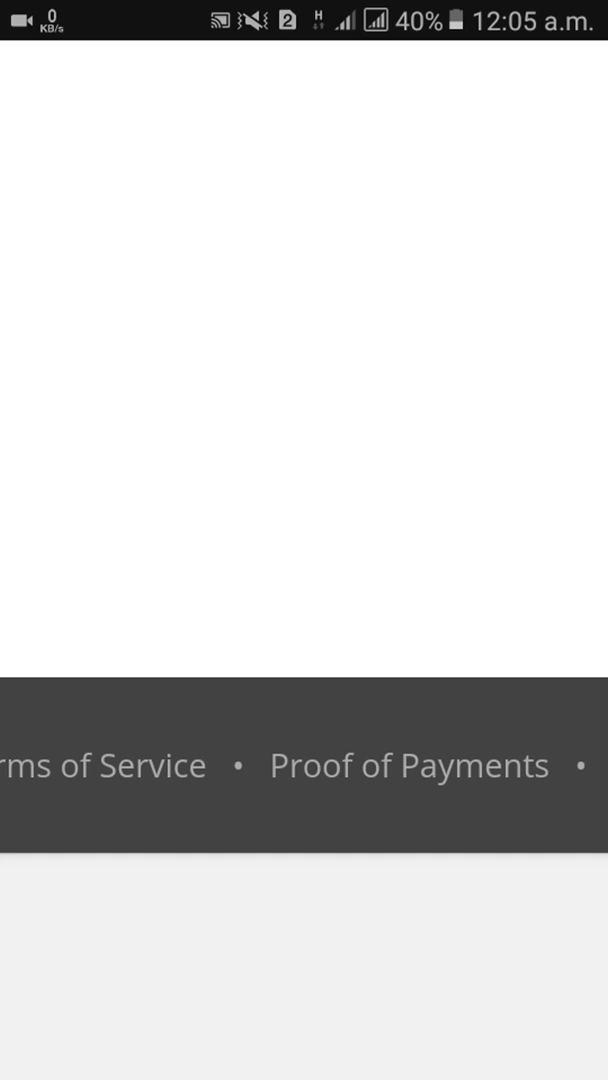 0
KB/s
2
H
40%
12:05 a.m.
rms of Service • Proof of Payments •